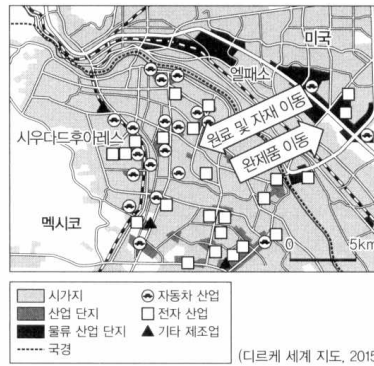 미국
엘패소
시우다드후아레스
원료 및 자재 이동
완제품 이동
멕시코
0 5km
시가지 자동차 산업
산업 단지 전자 산업
물류 산업 단지 기타 제조업
국경
(디르케 세계 지도, 2015